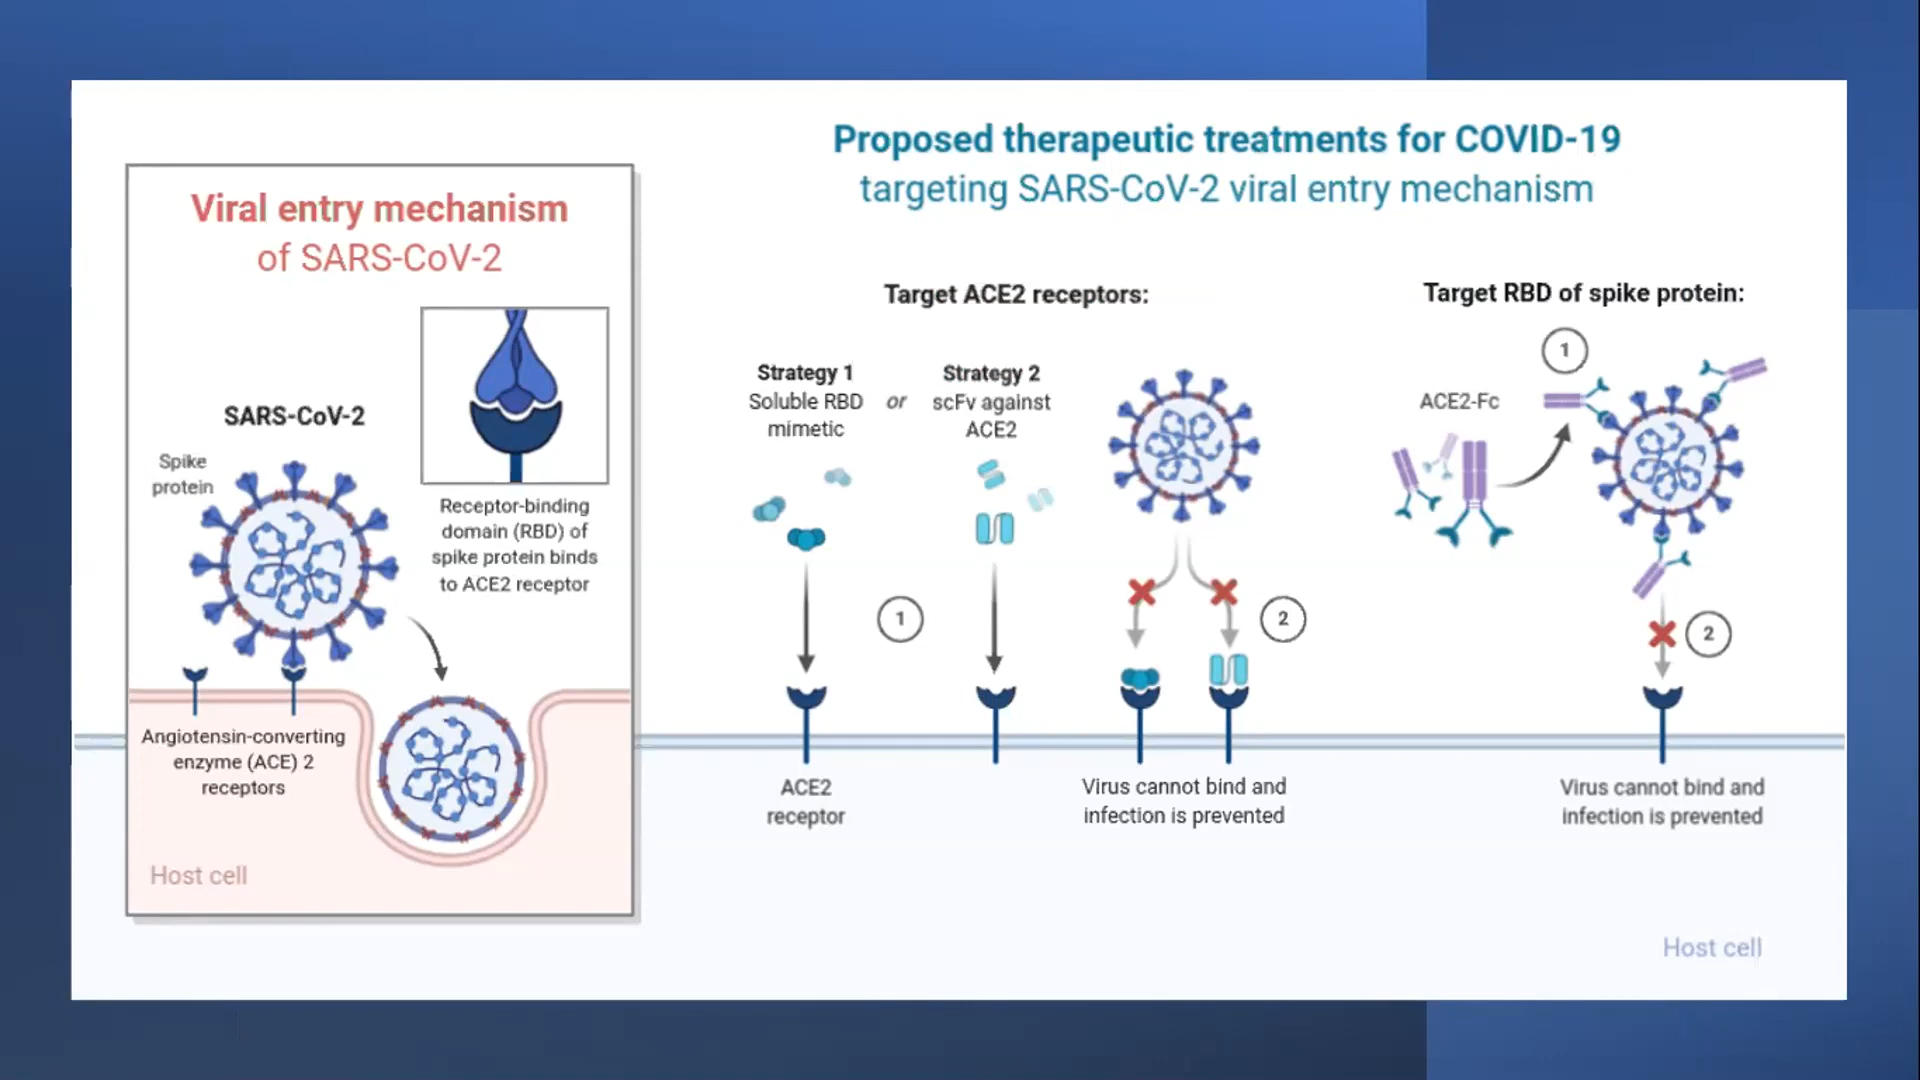 Viral entry mechanism
of SARS-CoV-2
SARS-CoV-2
Spike
protein
Receptor-binding
domain (RBD) of
spike protein binds
to ACE2 receptor
Angiotensin-converting
enzyme (ACE) 2
receptors
Host cell
Proposed therapeutic treatments for COVID-19
targeting SARS-CoV-2 viral entry mechanism
Target ACE2 receptors:
Strategy 1
Soluble RBD
mimetic
or
Strategy 2
scFv against
ACE2
1
2
ACE2
receptor
Virus cannot bind and
infection is prevented
Target RBD of spike protein:
1
ACE2-Fc
2
Virus cannot bind and
infection is prevented
Host cell